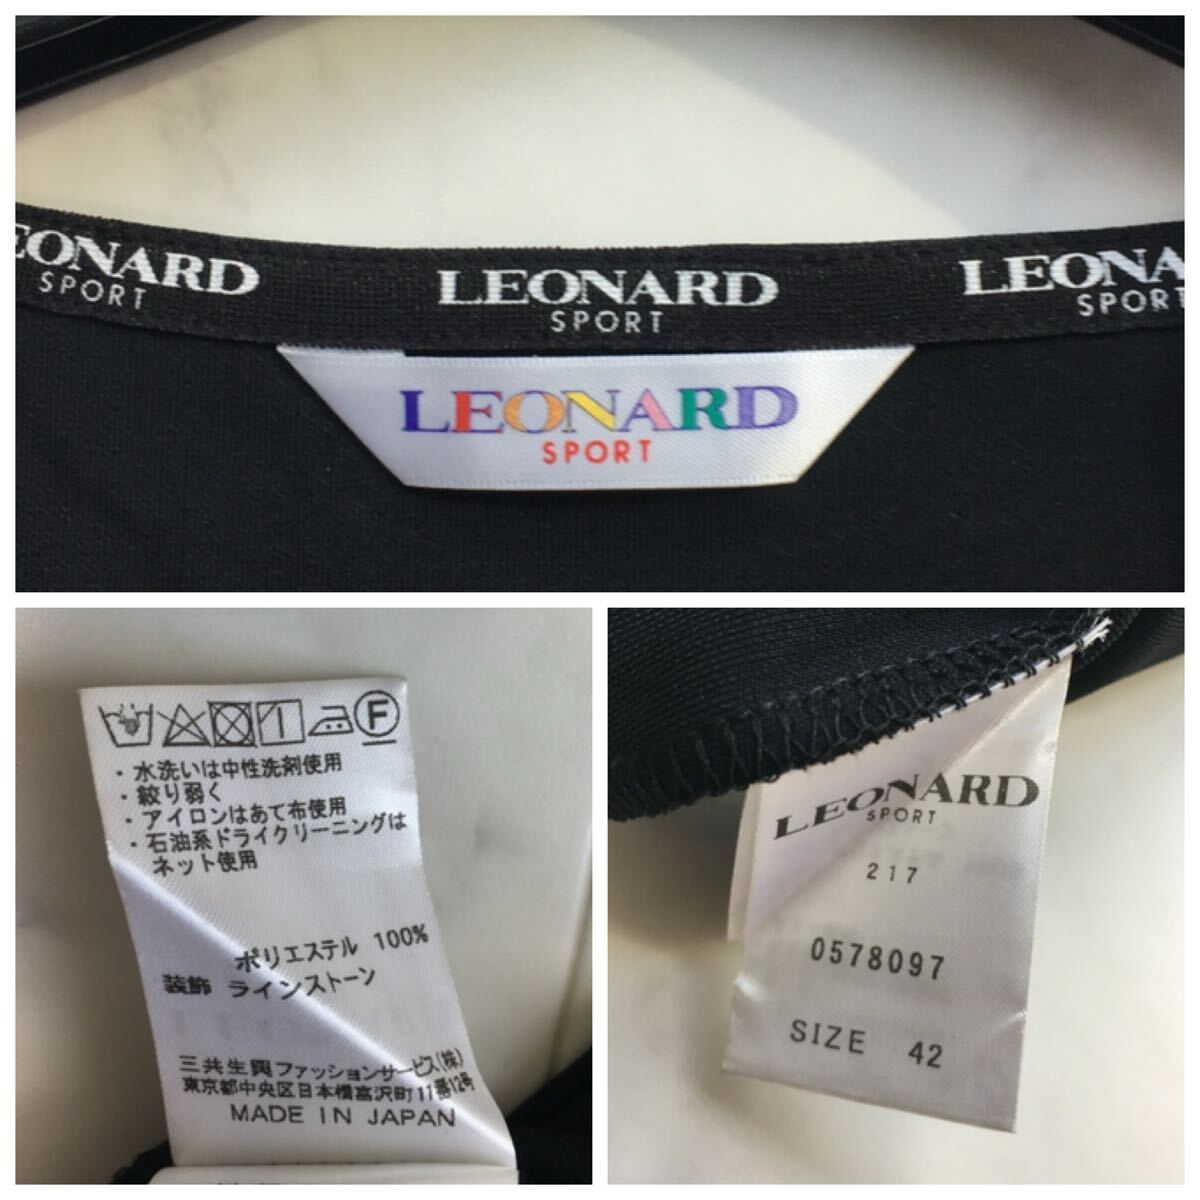 EONARD
SPORT
LEONARD
SPORT
LEONA
SPORT
LEONARD
SPORT
F
・水洗いは中性洗剤使用
・絞り弱く
・アイロンはあて布使用
・石油系ドライクリーニングは
ネット使用
ポリエステル 100%
装飾 ラインストーン
三共生興ファッションサービス(株)
東京都中央区日本橋富沢町11番12号
MADE IN JAPAN
LEONARD
SPORT
217
0578097
SIZE 42